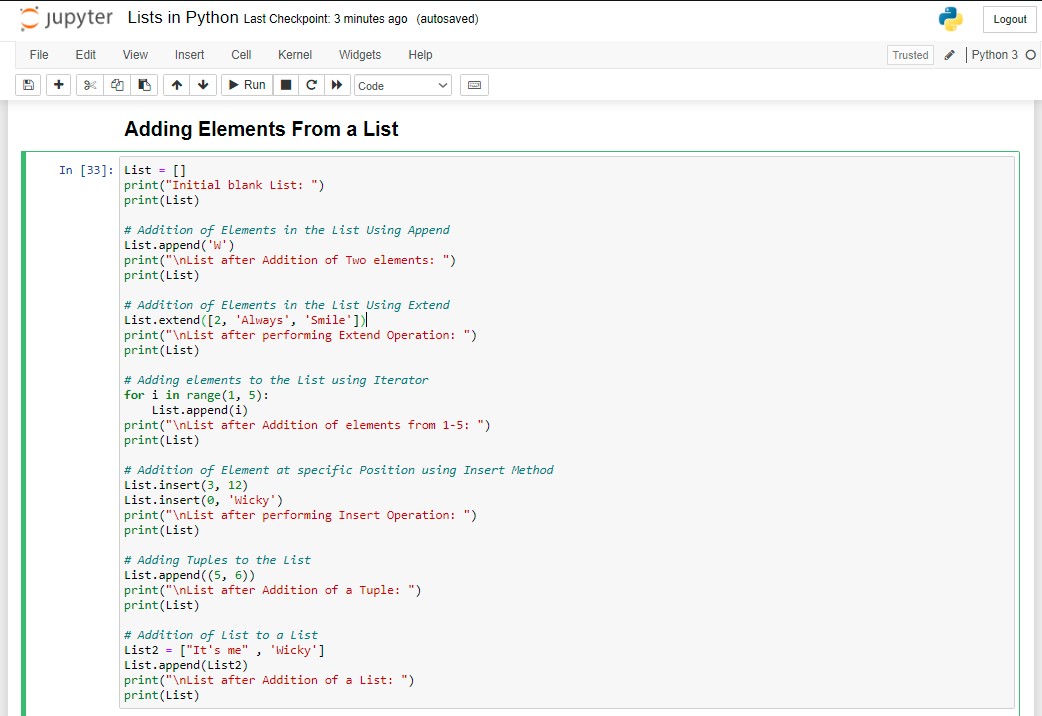 jupyter Lists in Python Last Checkpoint: 3 minutes ago (autosaved) Logout
File Edit View Insert Cell Kernel Widgets Help Trusted Python 3
Run Code
Adding Elements From a List
In [33]: List = []
print("Initial blank List: ")
print(List)
# Addition of Elements in the List Using Append
List.append('W')
print("\nList after Addition of Two elements: ")
print(List)
# Addition of Elements in the List Using Extend
List.extend([2, 'Always', 'Smile'])
print("\nList after performing Extend Operation: ")
print(List)
# Adding elements to the List using Iterator
for i in range(1, 5):
    List.append(i)
print("\nList after Addition of elements from 1-5: ")
print(List)
# Addition of Element at specific Position using Insert Method
List.insert(3, 12)
List.insert(0, 'Wicky')
print("\nList after performing Insert Operation: ")
print(List)
# Adding Tuples to the List
List.append((5, 6))
print("\nList after Addition of a Tuple: ")
print(List)
# Addition of List to a List
List2 = ["It's me" , 'Wicky']
List.append(List2)
print("\nList after Addition of a List: ")
print(List)